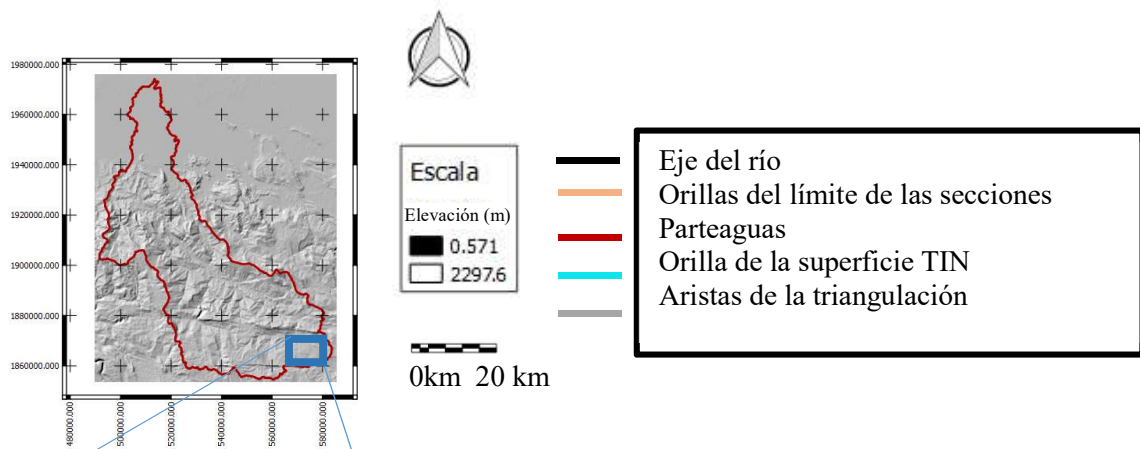 1980000.000
1960000.000
1940000.000
1920000.000
1900000.000
1880000.000
1860000.000
480000.000
500000.000
520000.000
540000.000
560000.000
580000.000
Escala
Elevación (m)
0.571
2297.6
0km 20 km
Eje del río
Orillas del límite de las secciones
Parteaguas
Orilla de la superficie TIN
Aristas de la triangulación